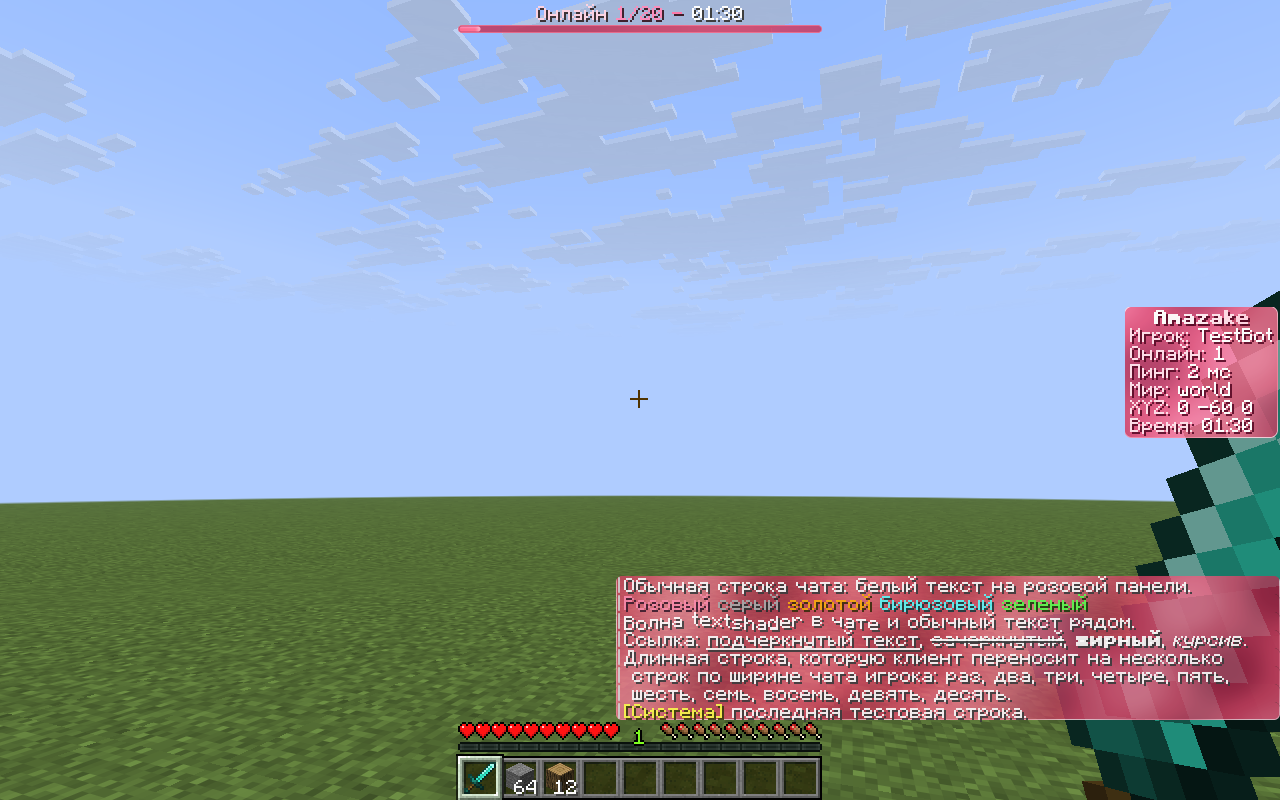 Онлайн 1/20 - 01:30
Amazake
Игрок: TestBot
Онлайн: 1
Пинг: 2 мс
Мир: world
XYZ: 0 -60 0
Время: 01:30
Обычная строка чата: белый текст на розовой панели.
Розовый серый золотой бирюзовый зеленый
Волна textshader в чате и обычный текст рядом.
Ссылка: подчеркнутый текст, зачеркнутый, жирный, курсив.
Длинная строка, которую клиент переносит на несколько
строк по ширине чата игрока: раз, два, три, четыре, пять,
шесть, семь, восемь, девять, десять.
[Система] последняя тестовая строка.
1
64 12